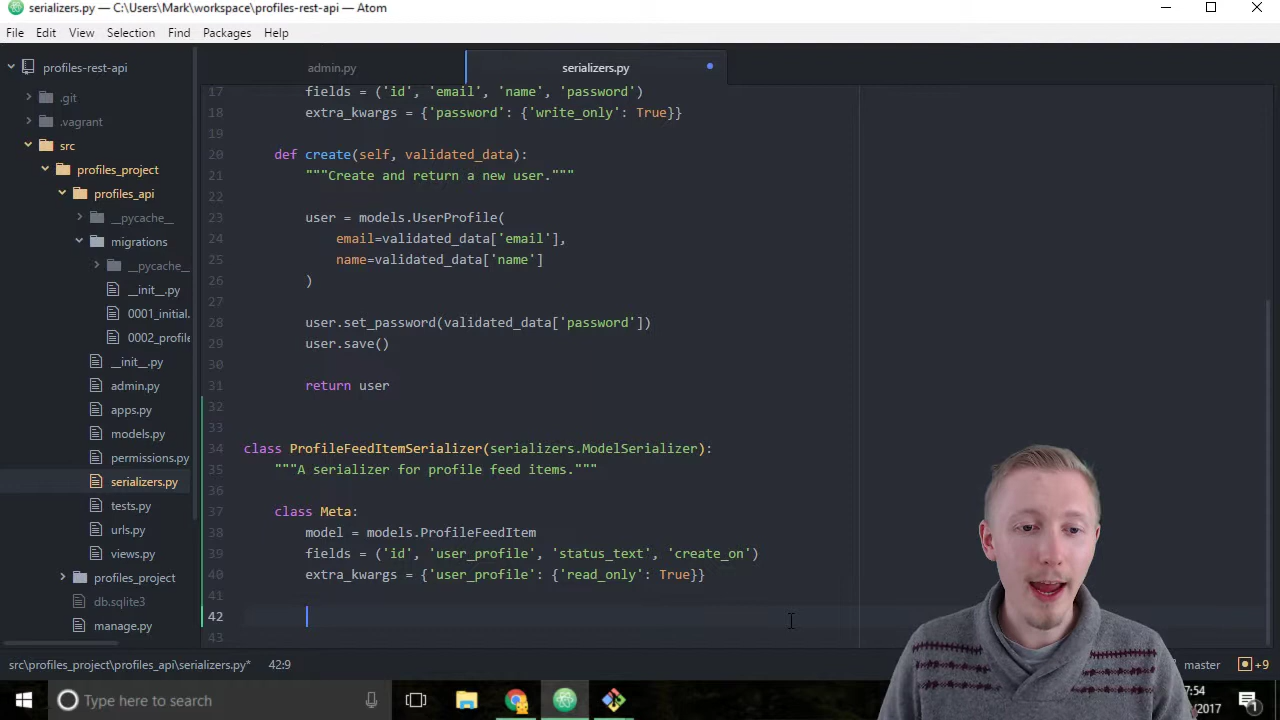 serializers.py — C:\Users\Mark\workspace\profiles-rest-api — Atom
File Edit View Selection Find Packages Help
profiles-rest-api
.git
.vagrant
src
profiles_project
profiles_api
__pycache__
migrations
__pycache__
__init__.py
0001_initial.
0002_profile
__init__.py
admin.py
apps.py
models.py
permissions.py
serializers.py
tests.py
urls.py
views.py
profiles_project
db.sqlite3
manage.py
admin.py serializers.py
17 fields = ('id', 'email', 'name', 'password')
18 extra_kwargs = {'password': {'write_only': True}}
19
20 def create(self, validated_data):
21 """Create and return a new user."""
22
23 user = models.UserProfile(
24 email=validated_data['email'],
25 name=validated_data['name']
26 )
27
28 user.set_password(validated_data['password'])
29 user.save()
30
31 return user
32
33
34 class ProfileFeedItemSerializer(serializers.ModelSerializer):
35 """A serializer for profile feed items."""
36
37 class Meta:
38 model = models.ProfileFeedItem
39 fields = ('id', 'user_profile', 'status_text', 'create_on')
40 extra_kwargs = {'user_profile': {'read_only': True}}
41
42
43
src\profiles_project\profiles_api\serializers.py* 42:9 master +9
Type here to search
7:54
2017
1